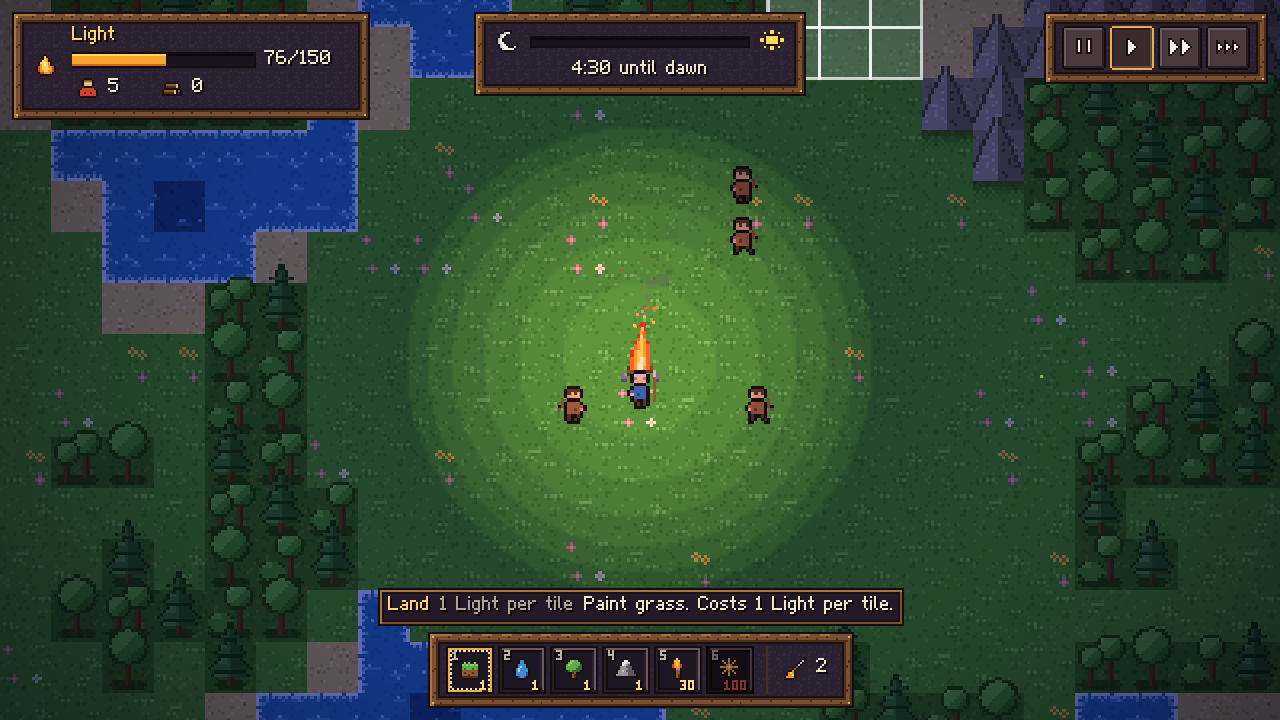 Light
76/150
5 0
4:30 until dawn
Land 1 Light per tile Paint grass. Costs 1 Light per tile.
1 2 3 4 5 6
1 1 1 1 30 100
2